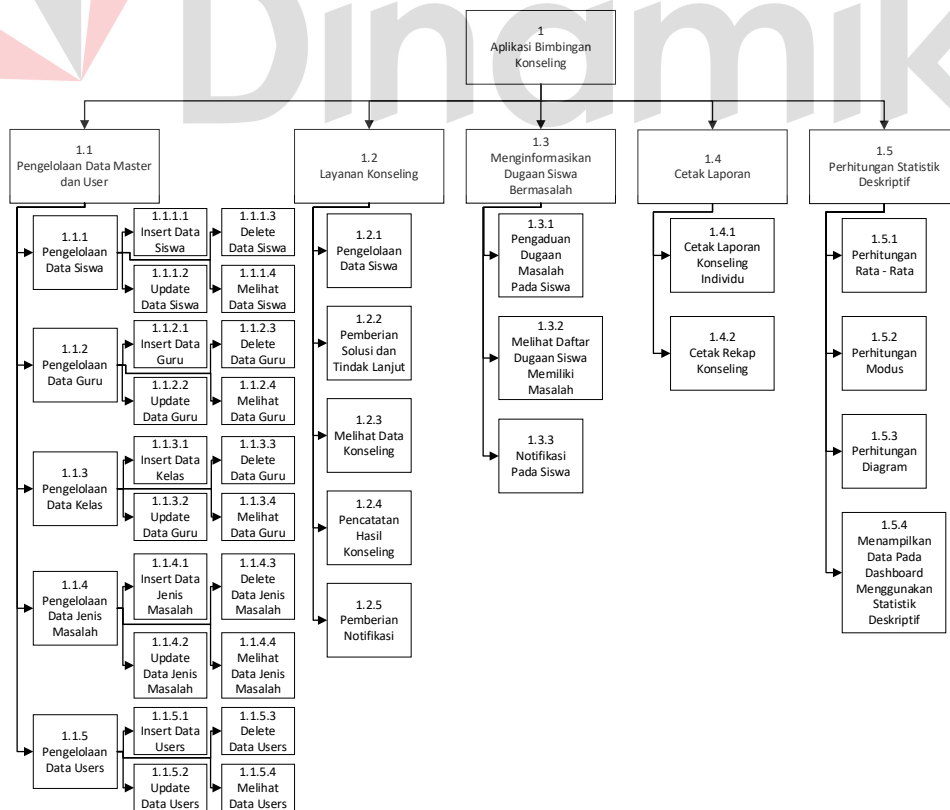 Dinamik
1
Aplikasi Bimbingan
Konseling
1.1
Pengelolaan Data Master
dan User
1.2
Layanan Konseling
1.3
Menginformasikan
Dugaan Siswa
Bermasalah
1.4
Cetak Laporan
1.5
Perhitungan Statistik
Deskriptif
1.1.1
Pengelolaan
Data Siswa
1.1.1.1
Insert Data
Siswa
1.1.1.3
Delete
Data Siswa
1.1.1.2
Update
Data Siswa
1.1.1.4
Melihat
Data Siswa
1.1.2
Pengelolaan
Data Guru
1.1.2.1
Insert Data
Guru
1.1.2.3
Delete
Data Guru
1.1.2.2
Update
Data Guru
1.1.2.4
Melihat
Data Guru
1.1.3
Pengelolaan
Data Kelas
1.1.3.1
Insert Data
Kelas
1.1.3.3
Delete
Data Guru
1.1.3.2
Update
Data Guru
1.1.3.4
Melihat
Data Guru
1.1.4
Pengelolaan
Data Jenis
Masalah
1.1.4.1
Insert Data
Jenis
Masalah
1.1.4.3
Delete
Data Jenis
Masalah
1.1.4.2
Update
Data Jenis
Masalah
1.1.4.4
Melihat
Data Jenis
Masalah
1.1.5
Pengelolaan
Data Users
1.1.5.1
Insert Data
Users
1.1.5.3
Delete
Data Users
1.1.5.2
Update
Data Users
1.1.5.4
Melihat
Data Users
1.2.1
Pengelolaan
Data Siswa
1.2.2
Pemberian
Solusi dan
Tindak Lanjut
1.2.3
Melihat Data
Konseling
1.2.4
Pencatatan
Hasil
Konseling
1.2.5
Pemberian
Notifikasi
1.3.1
Pengaduan
Dugaan
Masalah
Pada Siswa
1.3.2
Melihat Daftar
Dugaan Siswa
Memiliki
Masalah
1.3.3
Notifikasi
Pada Siswa
1.4.1
Cetak Laporan
Konseling
Individu
1.4.2
Cetak Rekap
Konseling
1.5.1
Perhitungan
Rata - Rata
1.5.2
Perhitungan
Modus
1.5.3
Perhitungan
Diagram
1.5.4
Menampilkan
Data Pada
Dashboard
Menggunakan
Statistik
Deskriptif